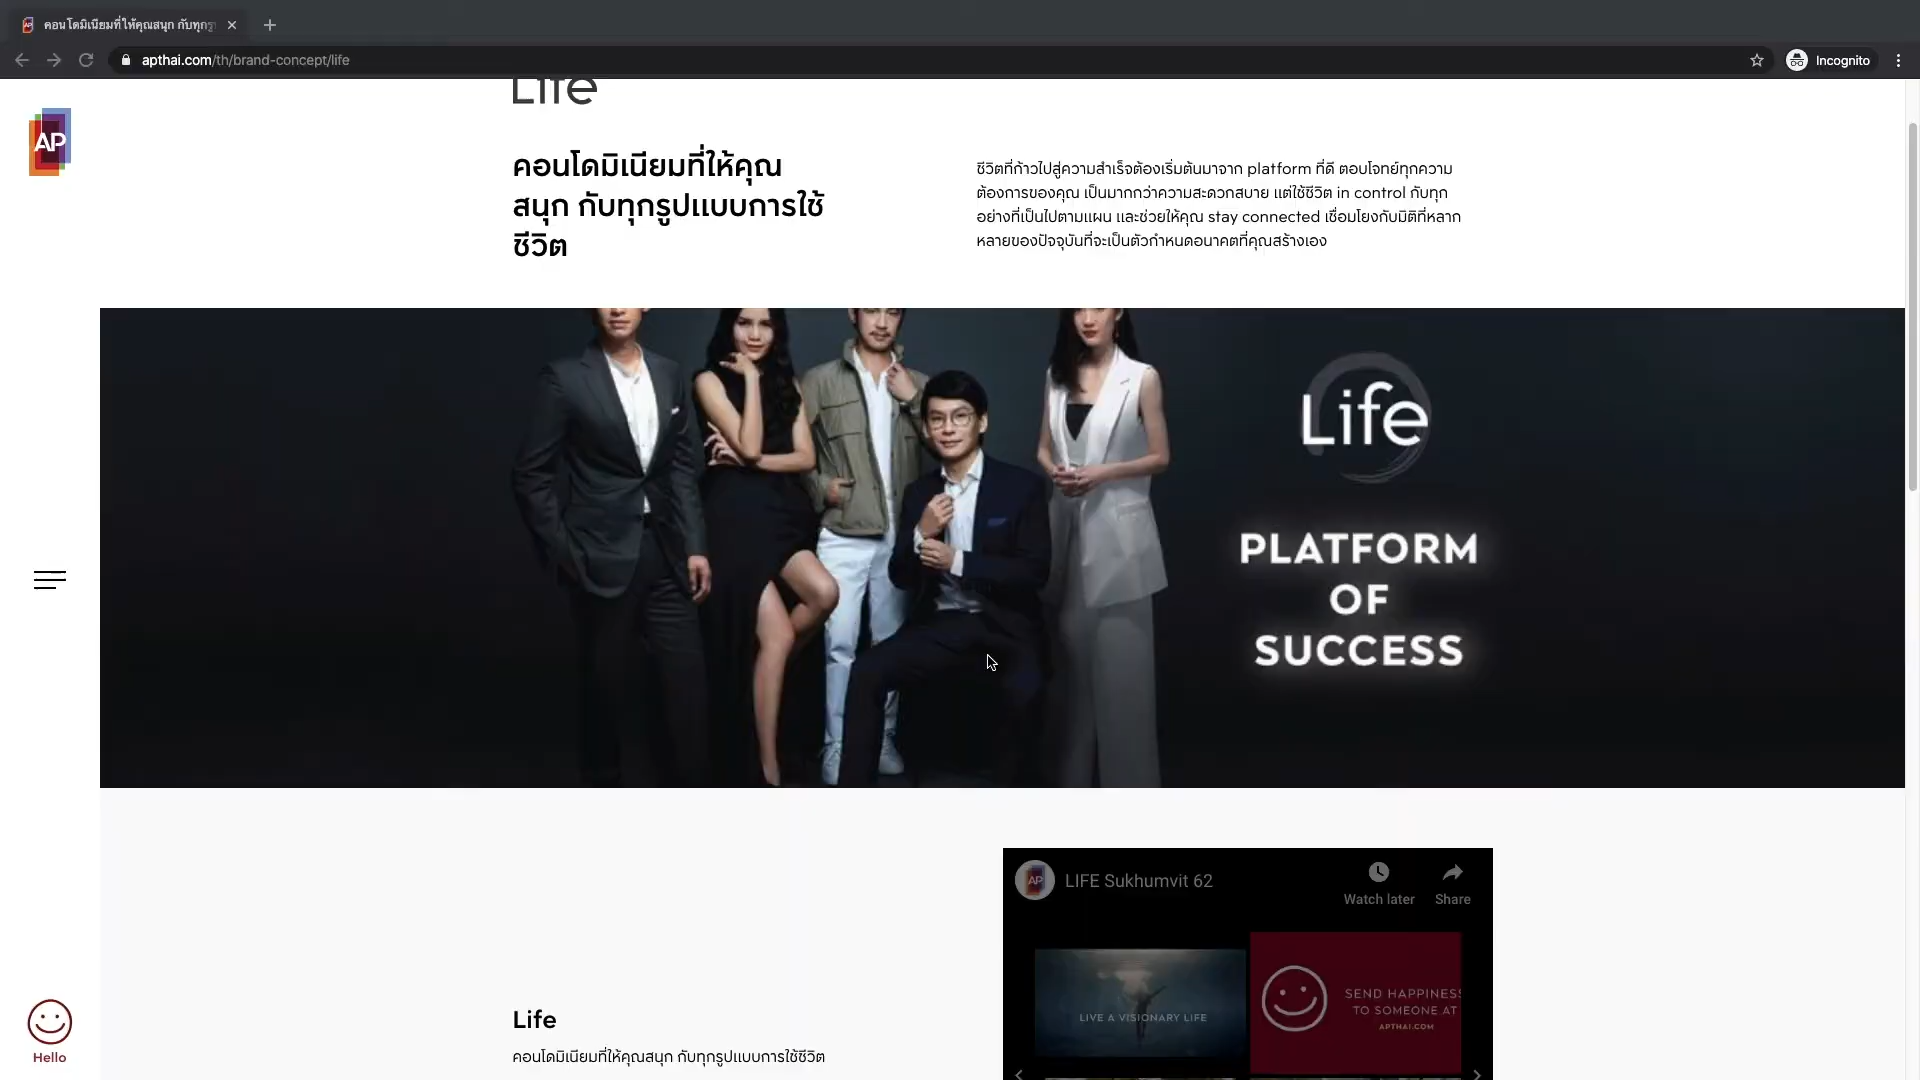 คอนโดมิเนียมที่ให้คุณสนุก กับทุกรู
apthai.com/th/brand-concept/life
Incognito
Life
AP
คอนโดมิเนียมที่ให้คุณ
สนุก กับทุกรูปแบบการใช้
ชีวิต
ชีวิตที่ก้าวไปสู่ความสำเร็จต้องเริ่มต้นมาจาก platform ที่ดี ตอบโจทย์ทุกความ
ต้องการของคุณ เป็นมากกว่าความสะดวกสบาย แต่ใช้ชีวิต in control กับทุก
อย่างที่เป็นไปตามแผน และช่วยให้คุณ stay connected เชื่อมโยงกับมิติที่หลาก
หลายของปัจจุบันที่จะเป็นตัวกำหนดอนาคตที่คุณสร้างเอง
Life
PLATFORM
OF
SUCCESS
AP
LIFE Sukhumvit 62
Watch later
Share
LIVE A VISIONARY LIFE
SEND HAPPINESS
TO SOMEONE AT
APTHAI.COM
Life
คอนโดมิเนียมที่ให้คุณสนุก กับทุกรูปแบบการใช้ชีวิต
Hello